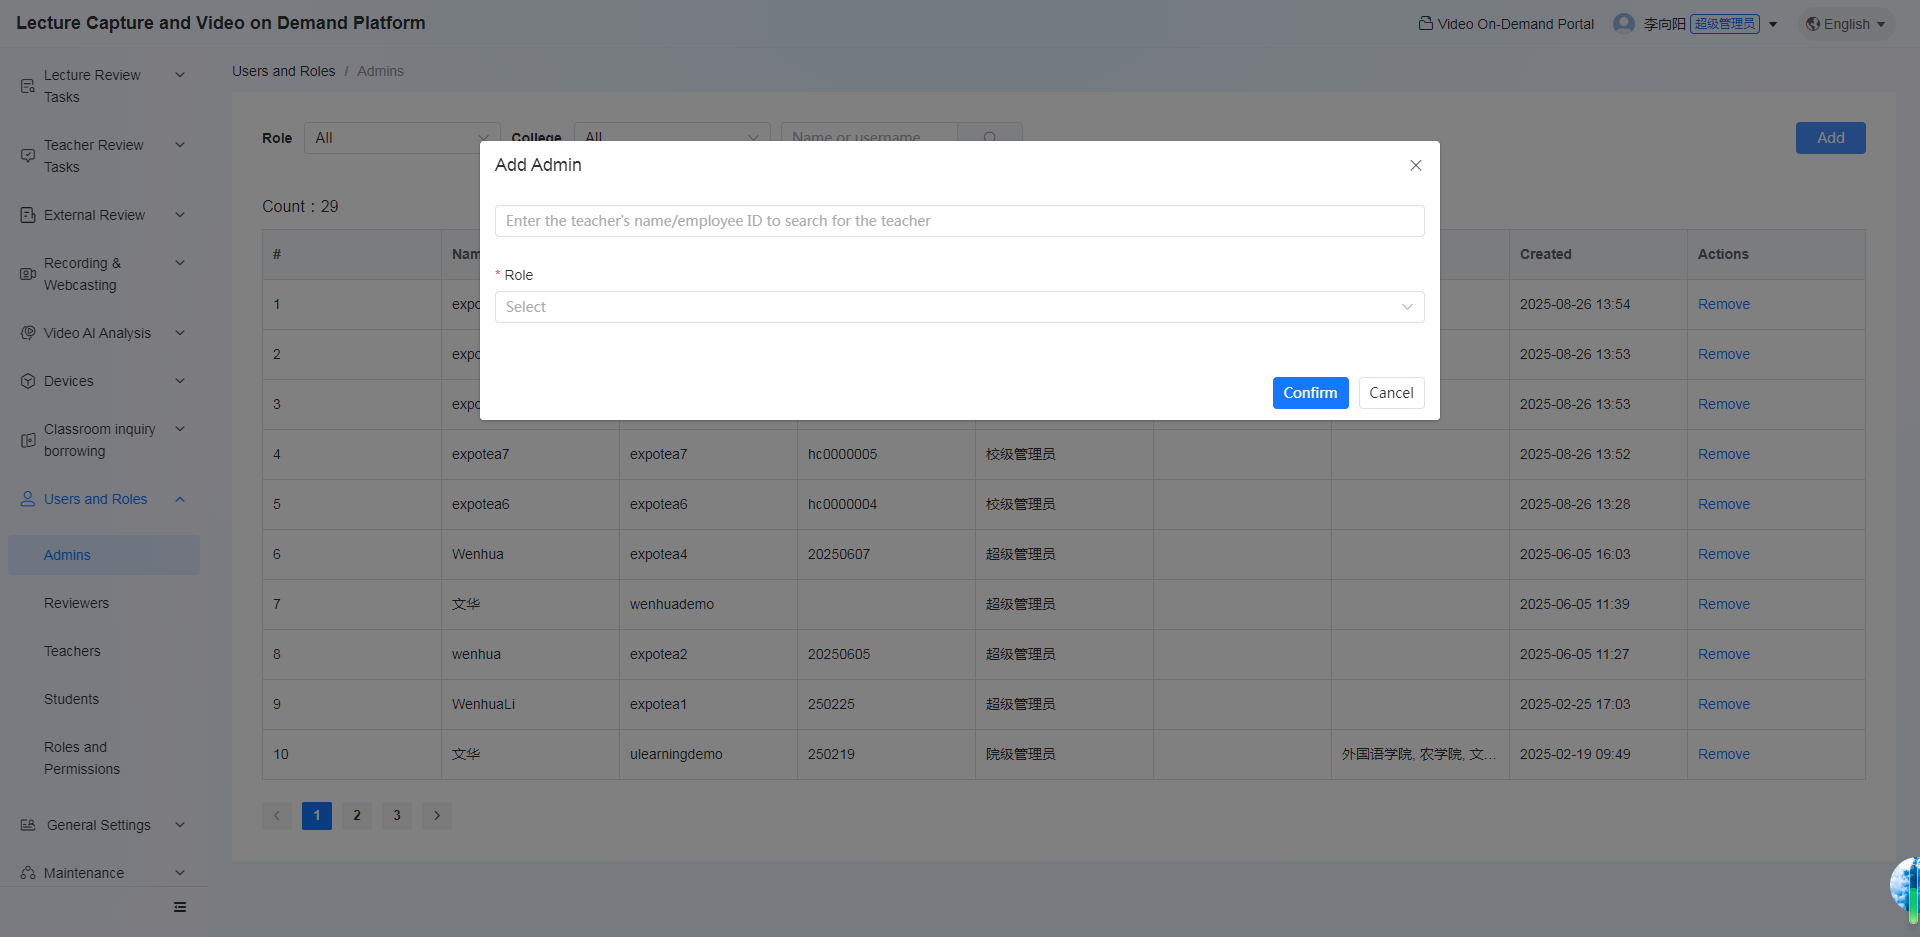 Lecture Capture and Video on Demand Platform
Video On-Demand Portal
李向阳 超级管理员
English
Lecture Review
Tasks
Teacher Review
Tasks
External Review
Recording &
Webcasting
Video AI Analysis
Devices
Classroom inquiry
borrowing
Users and Roles
Admins
Reviewers
Teachers
Students
Roles and
Permissions
General Settings
Maintenance
Users and Roles / Admins
Role All College All Name or username
Add
Count：29
Add Admin
Enter the teacher's name/employee ID to search for the teacher
* Role
Select
Confirm Cancel
# Created Actions
1 2025-08-26 13:54 Remove
2 2025-08-26 13:53 Remove
3 2025-08-26 13:53 Remove
4 expotea7 expotea7 hc0000005 校级管理员 2025-08-26 13:52 Remove
5 expotea6 expotea6 hc0000004 校级管理员 2025-08-26 13:28 Remove
6 Wenhua expotea4 20250607 超级管理员 2025-06-05 16:03 Remove
7 文华 wenhuademo 超级管理员 2025-06-05 11:39 Remove
8 wenhua expotea2 20250605 超级管理员 2025-06-05 11:27 Remove
9 WenhuaLi expotea1 250225 超级管理员 2025-02-25 17:03 Remove
10 文华 ulearningdemo 250219 院级管理员 外国语学院, 农学院, 文... 2025-02-19 09:49 Remove
1 2 3